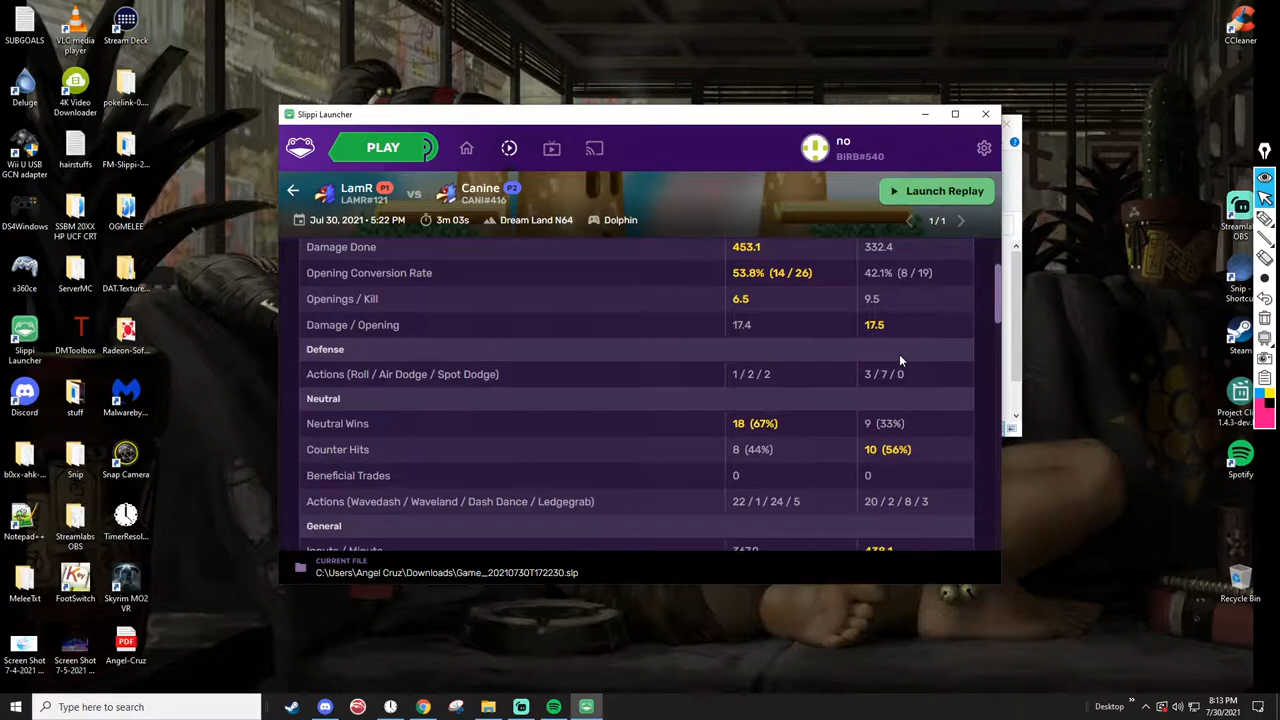 SUBGOALS
VLC media player
Stream Deck
CCleaner
Deluge
4K Video Downloader
pokelink-0....
Wii U USB GCN adapter
hairstuffs
FM-Slippi-2...
DS4Windows
SSBM 20XX HP UCF CRT
OGMELEE
x360ce
ServerMC
DAT.Texture...
Slippi Launcher
DMToolbox
Radeon-Sof...
Discord
stuff
Malwareby...
b0xx-ahk-...
Snip
Snap Camera
Notepad++
Streamlabs OBS
TimerResol...
MeleeTxt
FootSwitch
Skyrim MO2 VR
Screen Shot 7-4-2021 ...
Screen Shot 7-5-2021 ...
Angel-Cruz
Slippi Launcher
PLAY
no
BIRB#540
LamR P1
LAMR#121
VS
Canine P2
CANI#416
Launch Replay
Jul 30, 2021 • 5:22 PM
3m 03s
Dream Land N64
Dolphin
1 / 1
Damage Done 453.1 332.4
Opening Conversion Rate 53.8% (14 / 26) 42.1% (8 / 19)
Openings / Kill 6.5 9.5
Damage / Opening 17.4 17.5
Defense
Actions (Roll / Air Dodge / Spot Dodge) 1 / 2 / 2 3 / 7 / 0
Neutral
Neutral Wins 18 (67%) 9 (33%)
Counter Hits 8 (44%) 10 (56%)
Beneficial Trades 0 0
Actions (Wavedash / Waveland / Dash Dance / Ledgegrab) 22 / 1 / 24 / 5 20 / 2 / 8 / 3
General
Inputs / Minute
CURRENT FILE
C:\Users\Angel Cruz\Downloads\Game_20210730T172230.slp
Snip - Shortcu
Steam
Project Cli 1.4.3-dev.
Spotify
Recycle Bin
Type here to search
Desktop
8:13 PM
7/30/2021